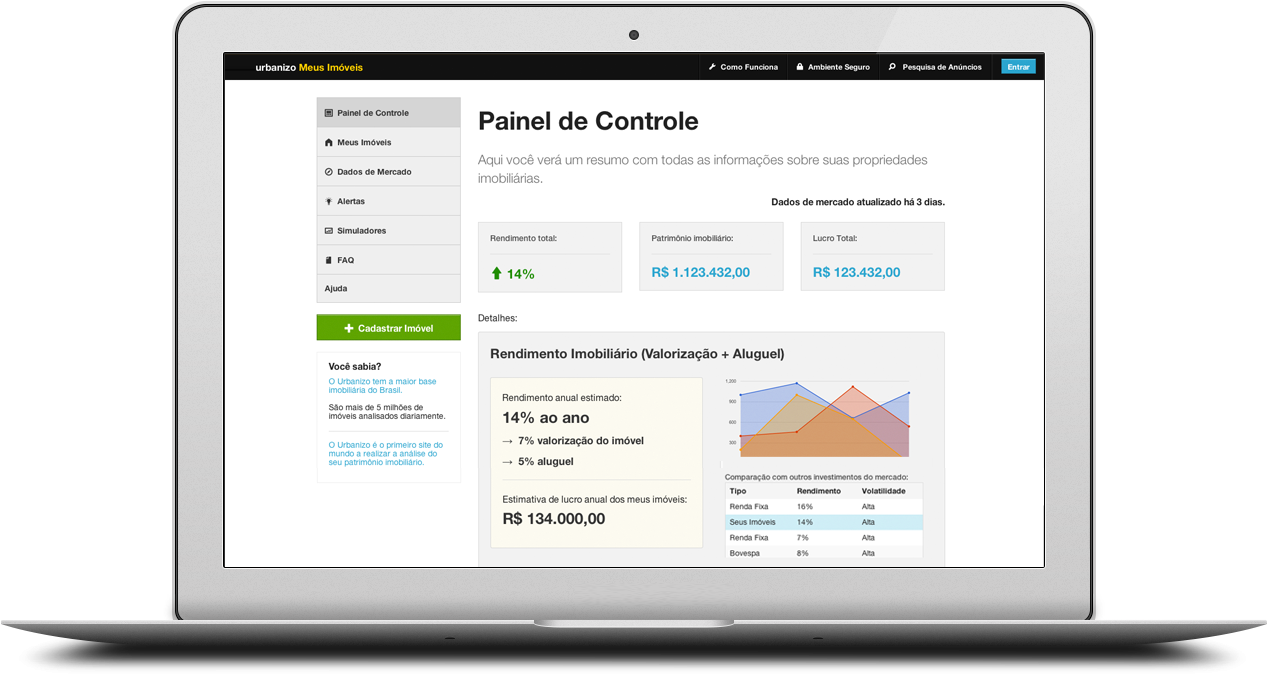 urbanizo Meus Imóveis
Como Funciona
Ambiente Seguro
Pesquisa de Anúncios
Entrar
Painel de Controle
Meus Imóveis
Dados de Mercado
Alertas
Simuladores
FAQ
Ajuda
Cadastrar Imóvel
Você sabia?
O Urbanizo tem a maior base
imobiliária do Brasil.
São mais de 5 milhões de
imóveis analisados diariamente.
O Urbanizo é o primeiro site do
mundo a realizar a análise do
seu patrimônio imobiliário.
Painel de Controle
Aqui você verá um resumo com todas as informações sobre suas propriedades
imobiliárias.
Dados de mercado atualizado há 3 dias.
Rendimento total:
14%
Patrimônio imobiliário:
R$ 1.123.432,00
Lucro Total:
R$ 123.432,00
Detalhes:
Rendimento Imobiliário (Valorização + Aluguel)
Rendimento anual estimado:
14% ao ano
→ 7% valorização do imóvel
→ 5% aluguel
Estimativa de lucro anual dos meus imóveis:
R$ 134.000,00
1,200
900
600
300
Comparação com outros investimentos do mercado:
Tipo Rendimento Volatilidade
Renda Fixa 16% Alta
Seus Imóveis 14% Alta
Renda Fixa 7% Alta
Bovespa 8% Alta